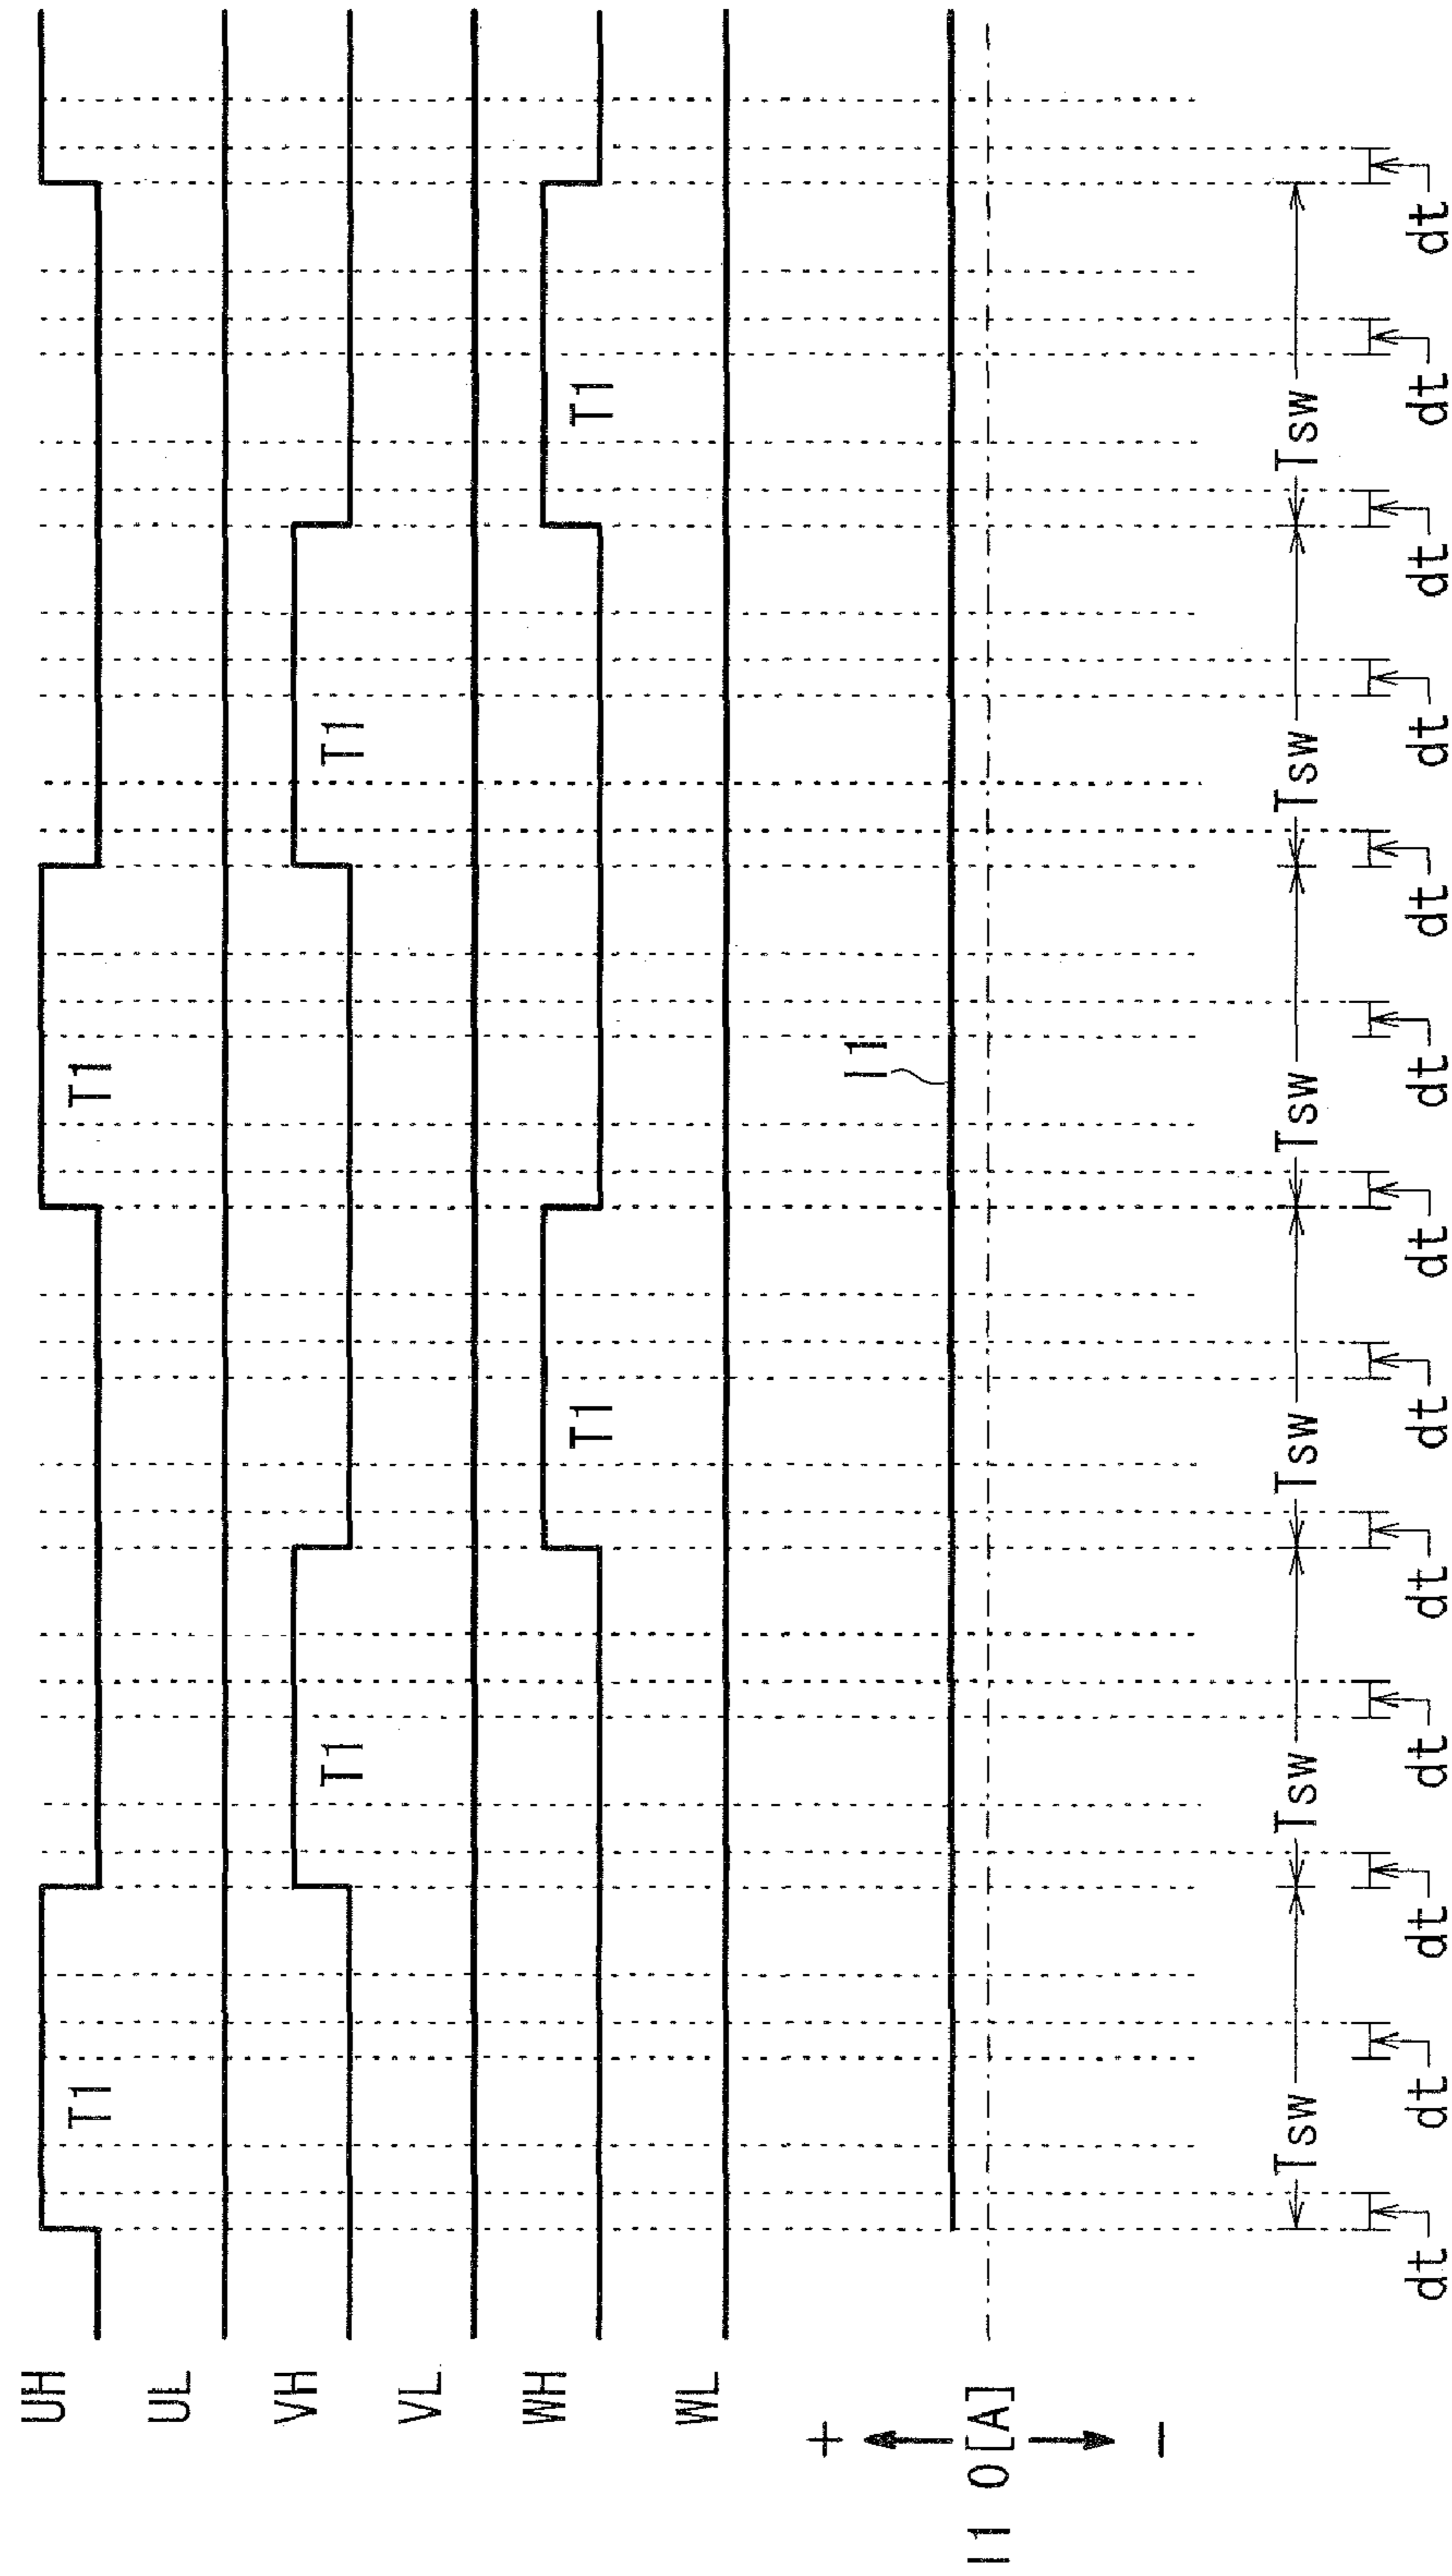 UH T1 T1
UL
VH T1 T1
VL
WH T1 T1
WL
+
I1
I1 0[A]
−
Tsw Tsw Tsw Tsw Tsw Tsw
dt dt dt dt dt dt dt dt dt dt dt dt dt